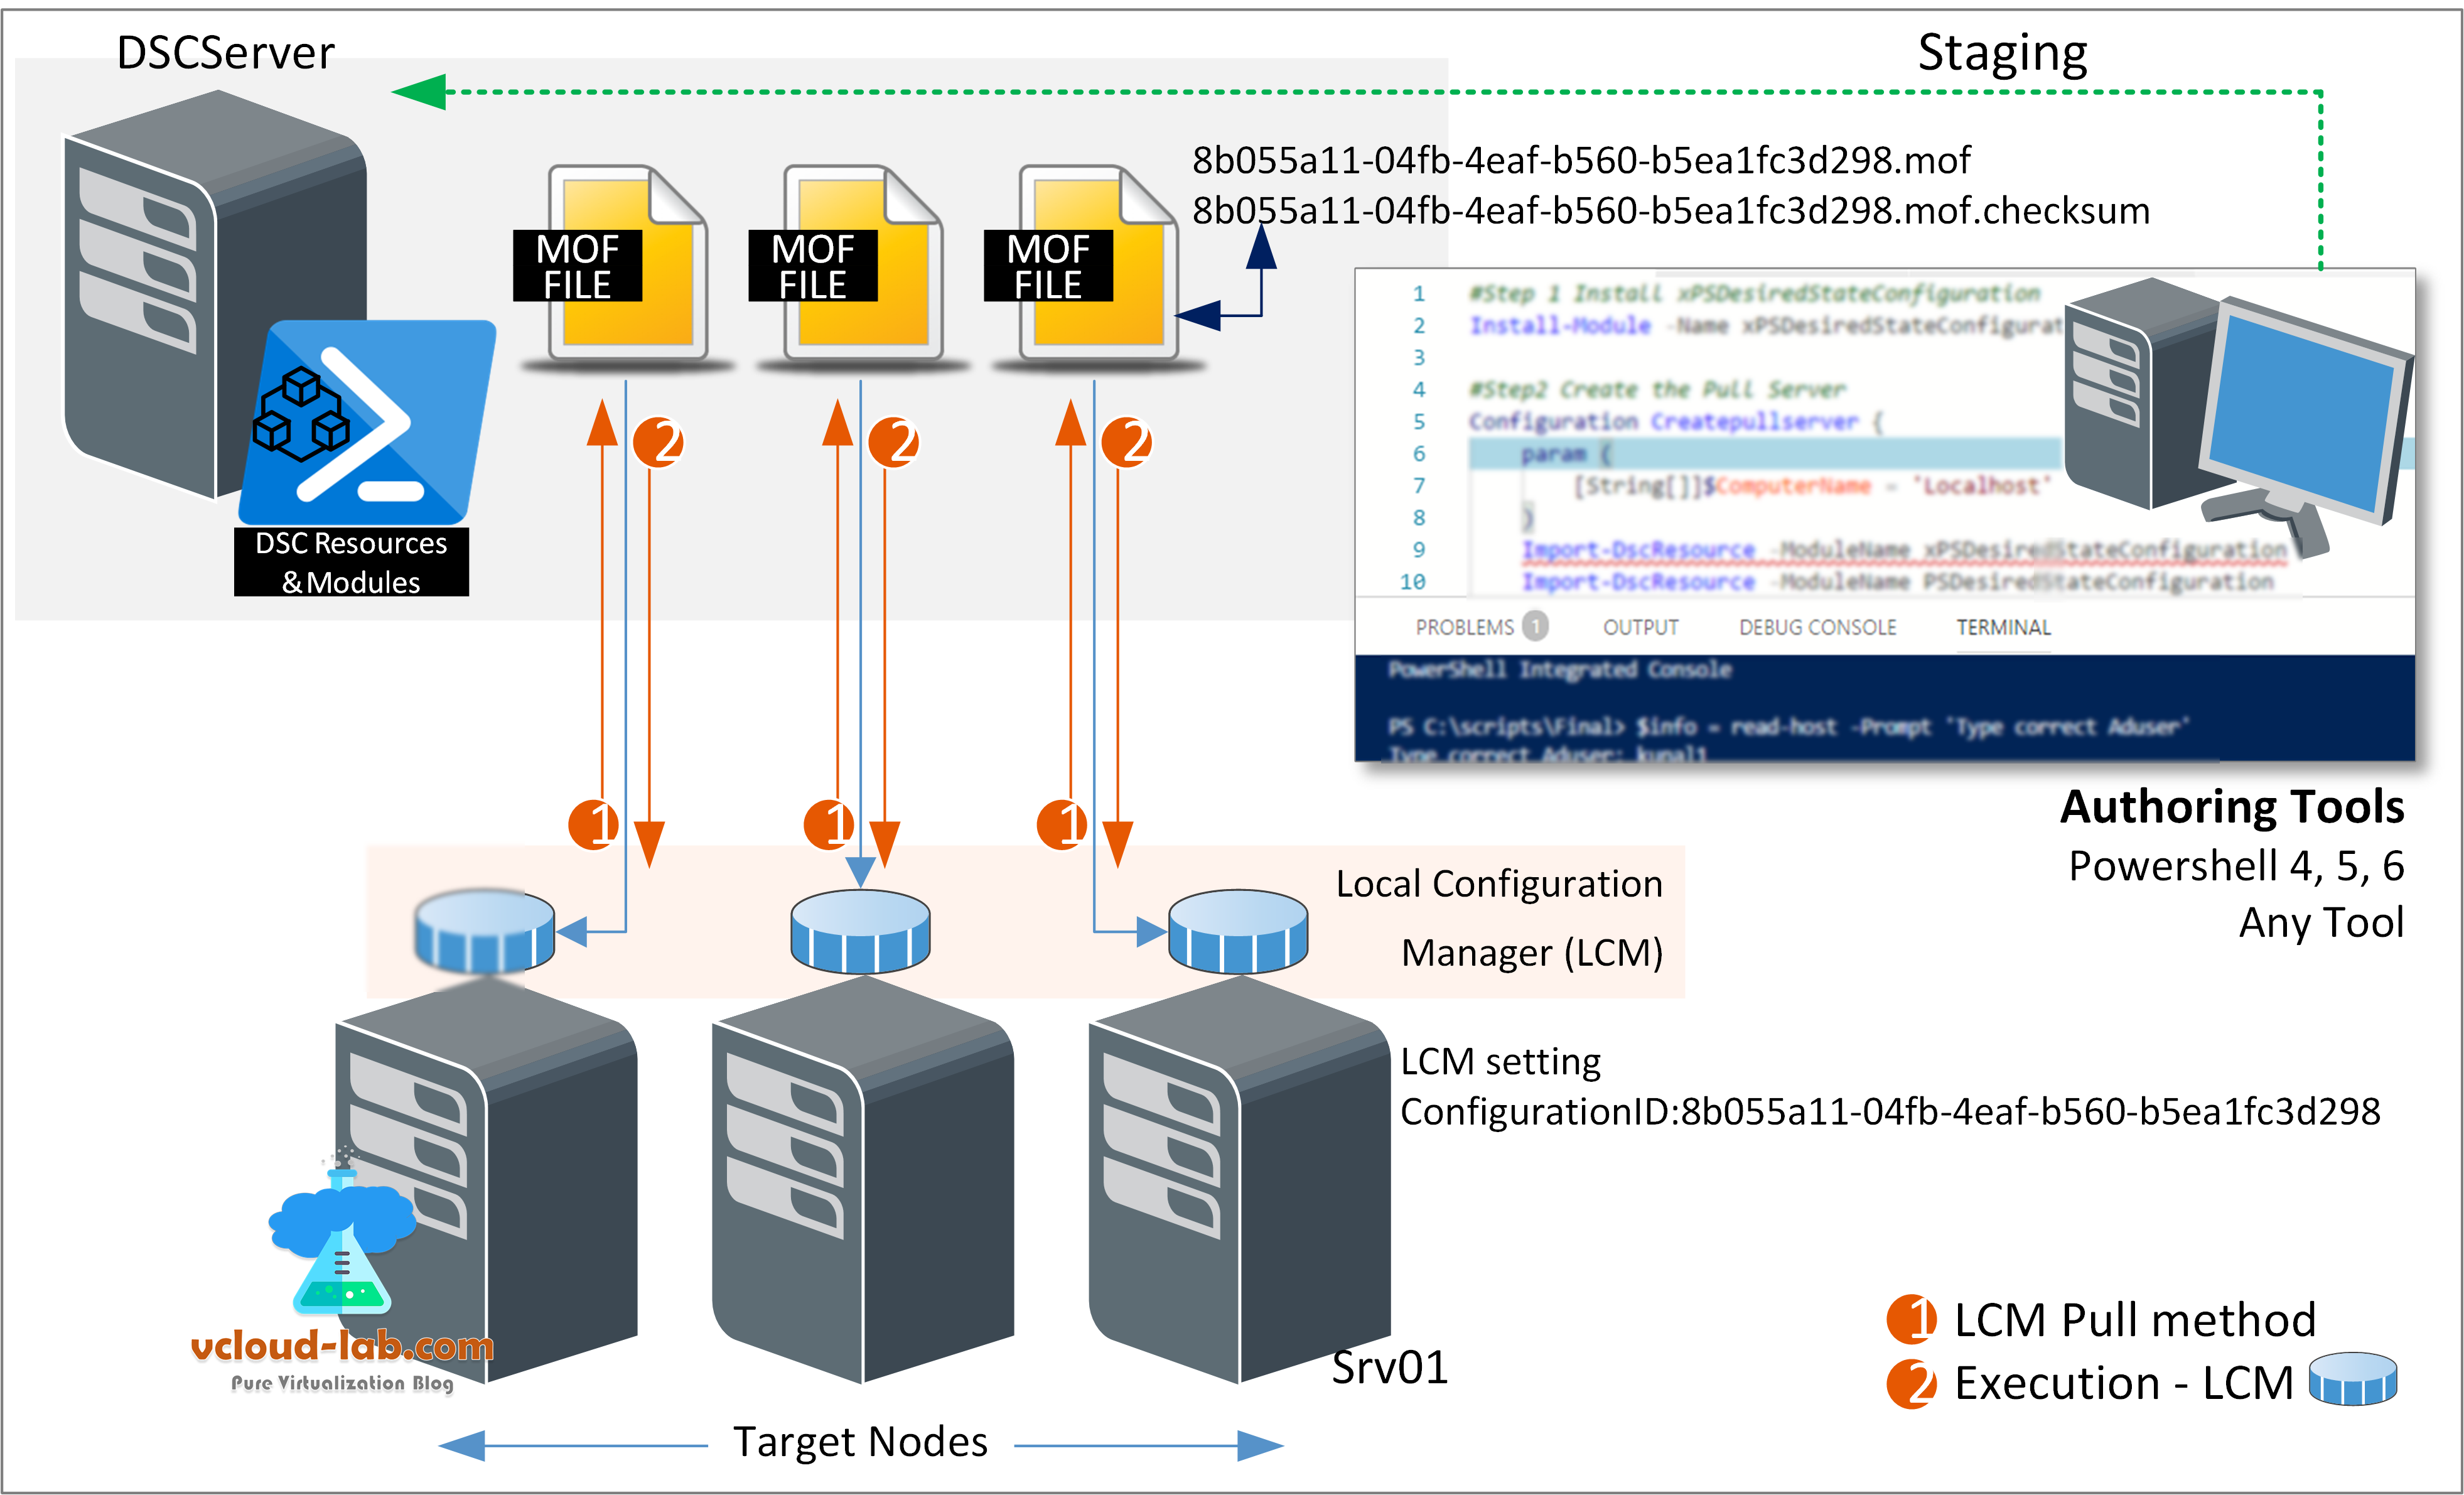 DSCServer
Staging
8b055a11-04fb-4eaf-b560-b5ea1fc3d298.mof
8b055a11-04fb-4eaf-b560-b5ea1fc3d298.mof.checksum
MOF
FILE
MOF
FILE
MOF
FILE
DSC Resources
&Modules
1 #Step 1 Install xPSDesiredStateConfiguration
2 Install-Module -Name xPSDesiredStateConfigurat
3
4 #Step2 Create the Pull Server
5 Configuration Createpullserver {
6 param (
7 [String[]]$ComputerName = 'Localhost'
8 )
9 Import-DscResource -ModuleName xPSDesiredStateConfiguration
10 Import-DscResource -ModuleName PSDesiredStateConfiguration
PROBLEMS 1 OUTPUT DEBUG CONSOLE TERMINAL
PowerShell Integrated Console
PS C:\scripts\Final> $info = read-host -Prompt 'Type correct Aduser'
Type correct Aduser: kunal1
2
2
2
1
1
1
Authoring Tools
Powershell 4, 5, 6
Any Tool
Local Configuration
Manager (LCM)
LCM setting
ConfigurationID:8b055a11-04fb-4eaf-b560-b5ea1fc3d298
vcloud-lab.com
Pure Virtualization Blog
Srv01
Target Nodes
1 LCM Pull method
2 Execution - LCM